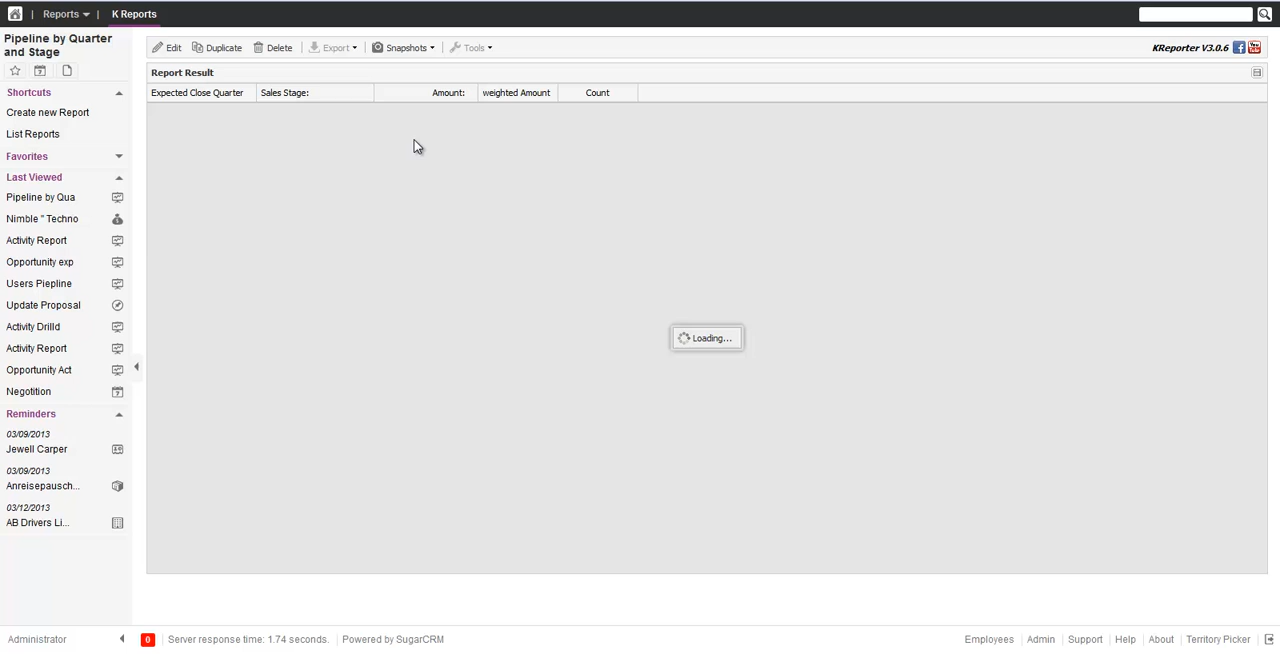 Reports | K Reports
Pipeline by Quarter
and Stage
Shortcuts
Create new Report
List Reports
Favorites
Last Viewed
Pipeline by Qua
Nimble " Techno
Activity Report
Opportunity exp
Users Piepline
Update Proposal
Activity Drilld
Activity Report
Opportunity Act
Negotition
Reminders
03/09/2013
Jewell Carper
03/09/2013
Anreisepausch...
03/12/2013
AB Drivers Li...
Edit Duplicate Delete Export Snapshots Tools
KReporter V3.0.6
Report Result
Expected Close Quarter Sales Stage: Amount: weighted Amount Count
Loading...
Administrator 0 Server response time: 1.74 seconds. Powered by SugarCRM Employees Admin Support Help About Territory Picker